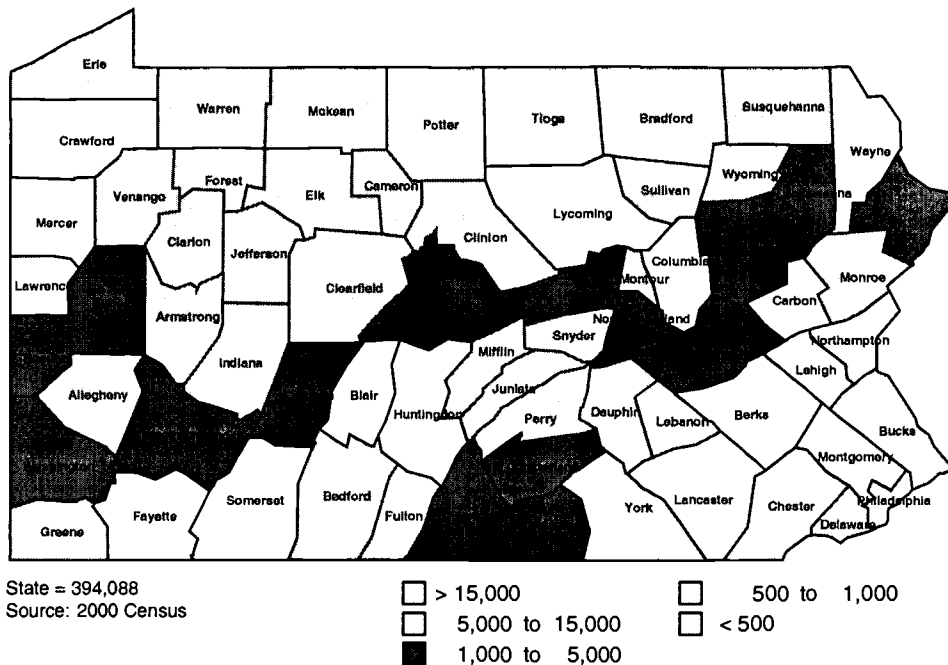 Erie
Warren
Mckean
Potter
Tioga
Bradford
Susquehanna
Crawford
Wayne
Wyoming
Forest
Cameron
Sullivan
Venango
Elk
Lycoming
Mercer
Clarion
Clinton
Jefferson
Columbia
Monroe
Montour
Lawrence
Clearfield
Carbon
Armstrong
Snyder
Northampton
Mifflin
Indiana
Lehigh
Juniata
Allegheny
Blair
Huntingdon
Perry
Dauphin
Lebanon
Berks
Bucks
Montgomery
Washington
Somerset
Bedford
York
Lancaster
Chester
Philadelphia
Fayette
Fulton
Delaware
Greene
State = 394,088
Source: 2000 Census
> 15,000
5,000 to 15,000
1,000 to 5,000
500 to 1,000
< 500